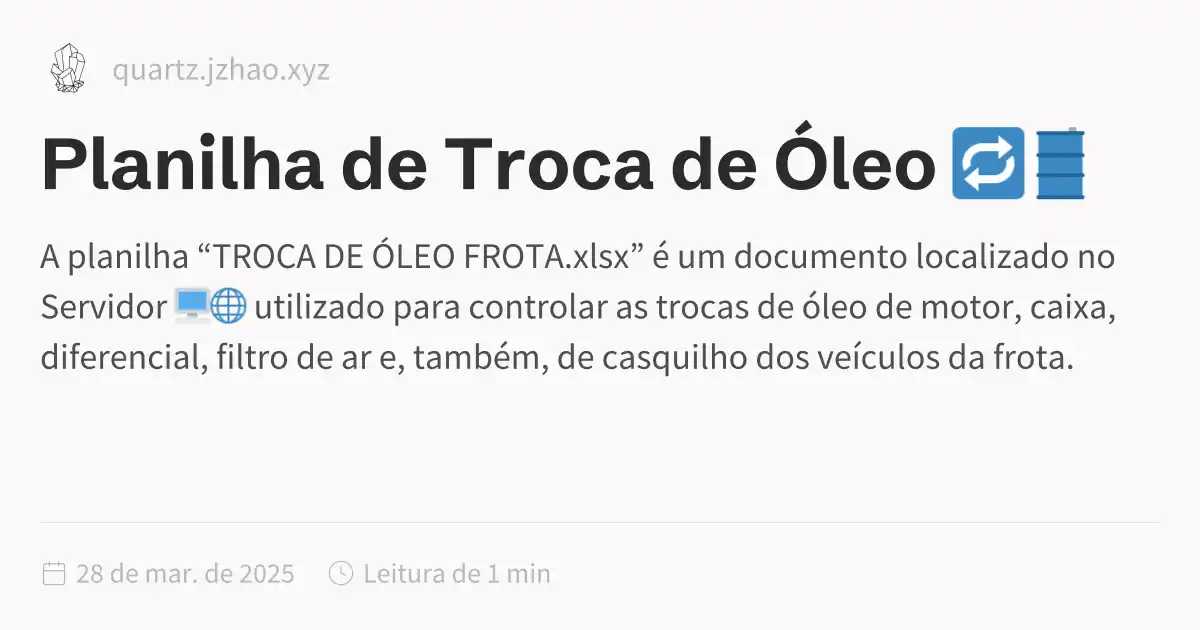 quartz.jzhao.xyz
Planilha de Troca de Óleo 🔁🛢️
A planilha “TROCA DE ÓLEO FROTA.xlsx” é um documento localizado no
Servidor 🖥️🌐 utilizado para controlar as trocas de óleo de motor, caixa,
diferencial, filtro de ar e, também, de casquilho dos veículos da frota.
28 de mar. de 2025 Leitura de 1 min